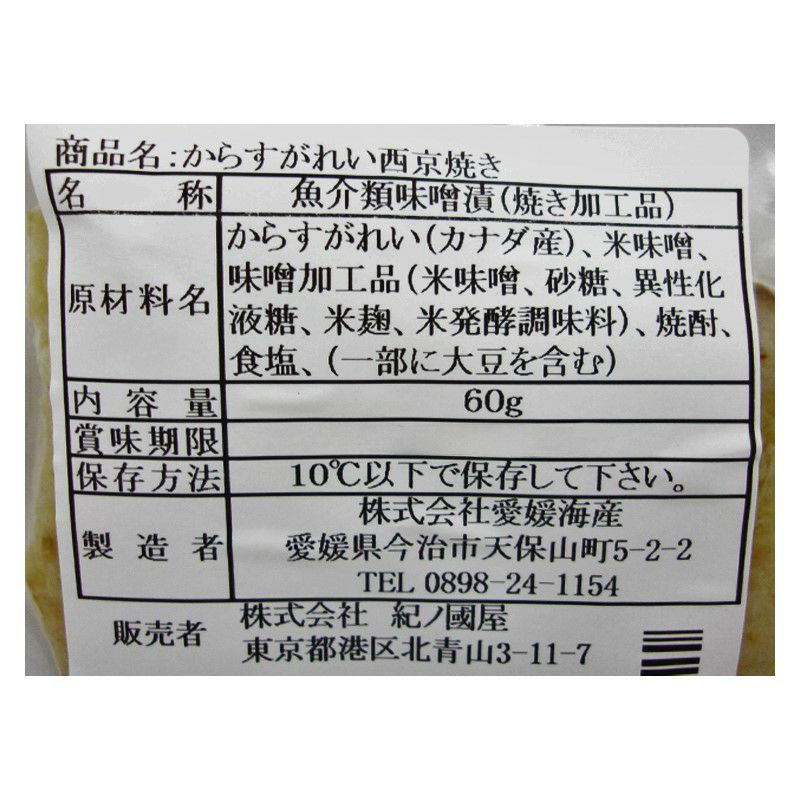 商品名:からすがれい西京焼き
名称 魚介類味噌漬(焼き加工品)
原材料名 からすがれい(カナダ産)、米味噌、
味噌加工品(米味噌、砂糖、異性化
液糖、米麹、米発酵調味料)、焼酎、
食塩、(一部に大豆を含む)
内容量 60g
賞味期限
保存方法 10℃以下で保存して下さい。
製造者 株式会社愛媛海産
愛媛県今治市天保山町5-2-2
TEL 0898-24-1154
販売者 株式会社 紀ノ國屋
東京都港区北青山3-11-7